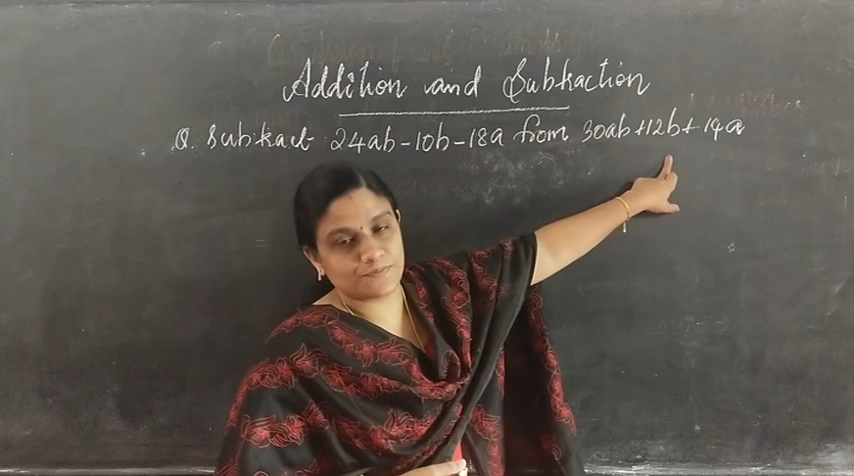 Addition and Subtraction
Q. Subtract 24ab-10b-18a from 30ab+12b+14a